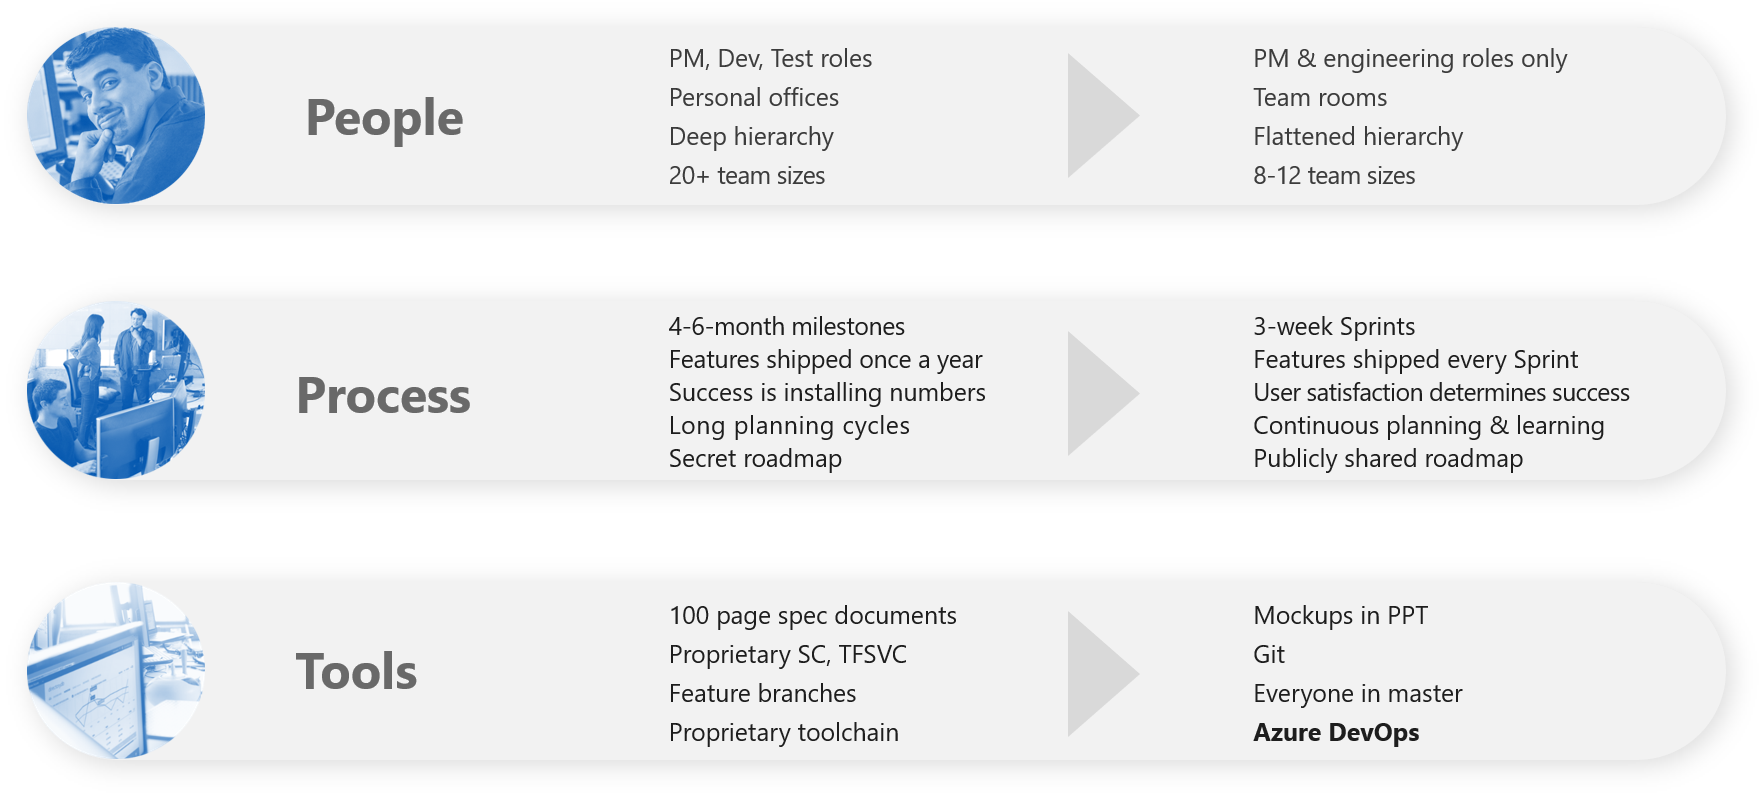 People
PM, Dev, Test roles
Personal offices
Deep hierarchy
20+ team sizes
PM & engineering roles only
Team rooms
Flattened hierarchy
8-12 team sizes
Process
4-6-month milestones
Features shipped once a year
Success is installing numbers
Long planning cycles
Secret roadmap
3-week Sprints
Features shipped every Sprint
User satisfaction determines success
Continuous planning & learning
Publicly shared roadmap
Tools
100 page spec documents
Proprietary SC, TFSVC
Feature branches
Proprietary toolchain
Mockups in PPT
Git
Everyone in master
Azure DevOps